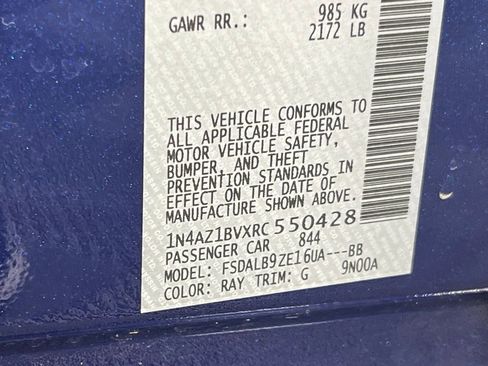 GAWR RR.: 985 KG
2172 LB
THIS VEHICLE CONFORMS TO
ALL APPLICABLE FEDERAL
MOTOR VEHICLE SAFETY,
BUMPER, AND THEFT
PREVENTION STANDARDS IN
EFFECT ON THE DATE OF
MANUFACTURE SHOWN ABOVE.
1N4AZ1BVXRC550428
PASSENGER CAR 844
MODEL: FSDALB9ZE16UA---BB
COLOR: RAY TRIM: G 9N00A